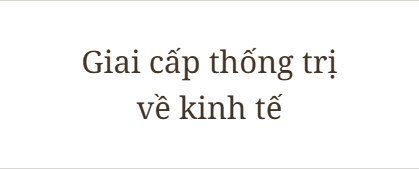 Giai cấp thống trị
về kinh tế